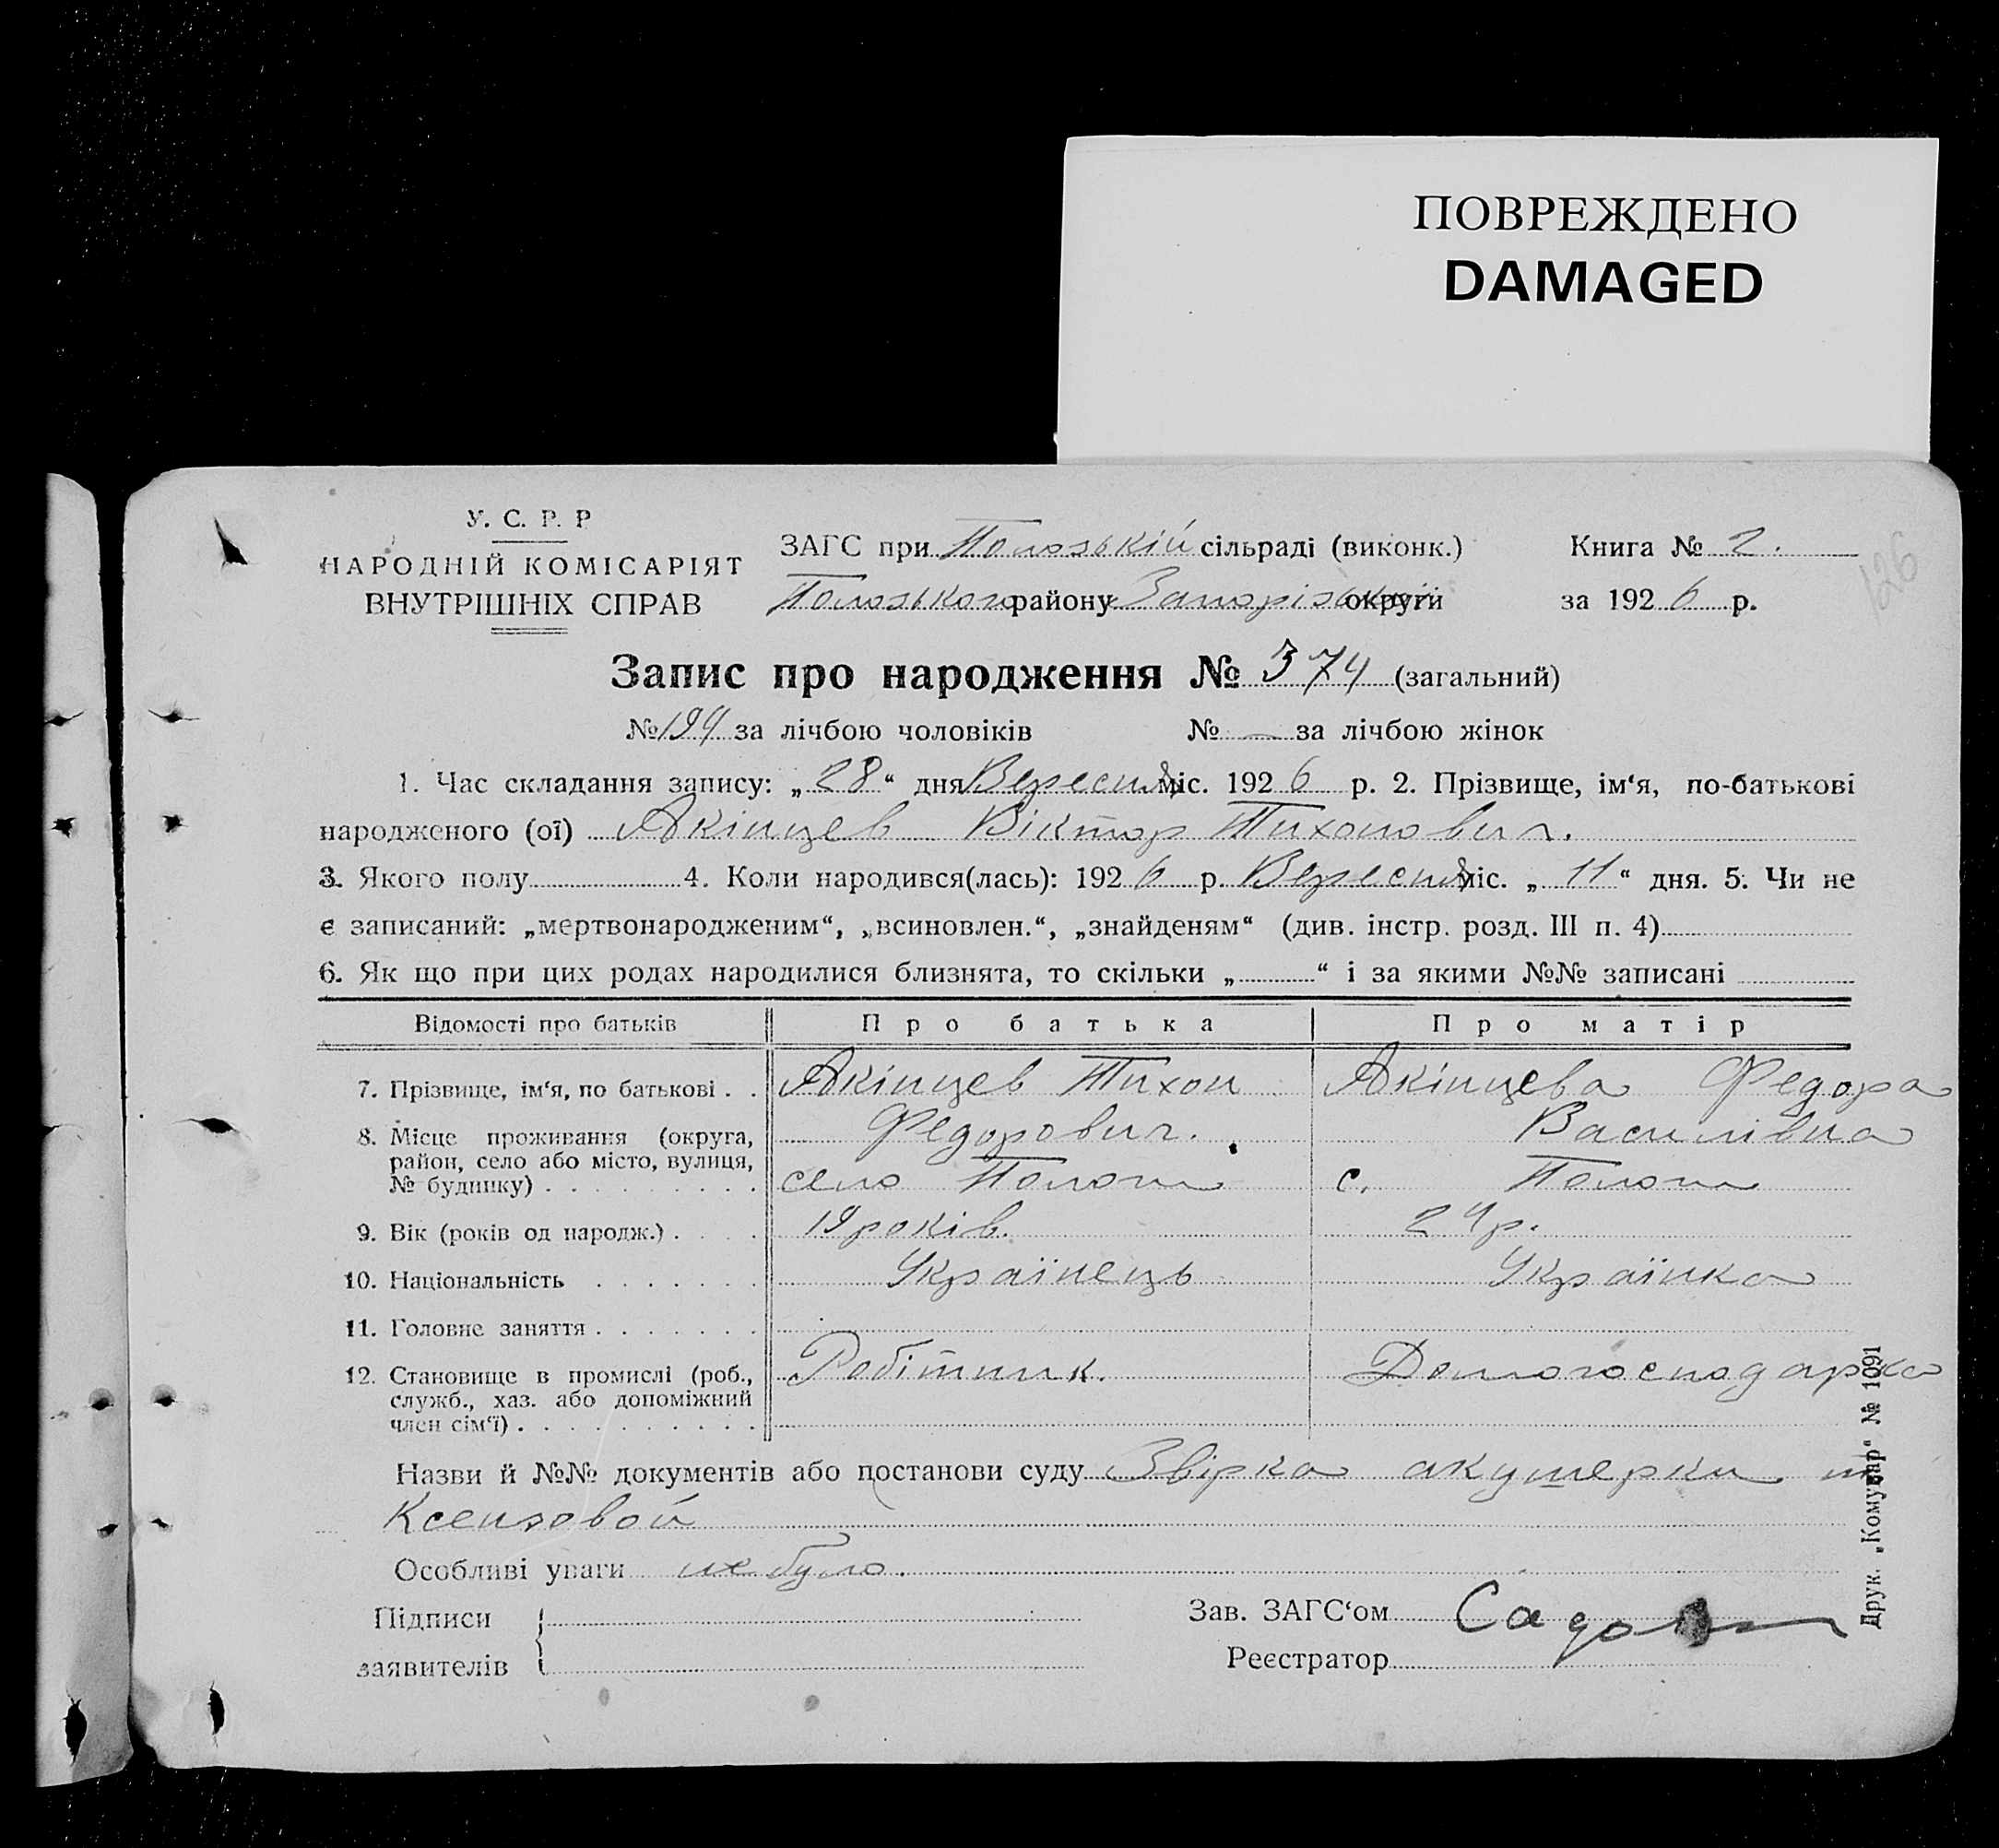 ПОВРЕЖДЕНО
DAMAGED
126
У. С. Р. Р
НАРОДНІЙ КОМІСАРІЯТ
ВНУТРІШНІХ СПРАВ
ЗАГС при Пологській сільраді (виконк.)
Пологського району Запорізької округи
Книга № 2.
за 1926 р.
Запис про народження № 374 (загальний)
№ 194 за лічбою чоловіків № — за лічбою жінок
1. Час складання запису: „28“ дня Вересня міс. 1926 р. 2. Прізвище, ім‘я, по-батькові
народженого (ої) Акінцев Віктор Тихонович.
3. Якого полу 4. Коли народився(лась): 1926 р. Вересня міс. „11“ дня. 5. Чи не
є записаний: „мертвонародженим“, „всиновлен.“, „знайденям“ (див. інстр. розд. III п. 4)
6. Як що при цих родах народилися близнята, то скільки „ “ і за якими №№ записані
Відомості про батьків Про батька Про матір
7. Прізвище, ім‘я, по батькові . . Акінцев Тихон Акінцева Федора
Федорович. Василівна
8. Місце проживання (округа,
район, село або місто, вулиця,
№ будинку) . . . . . . . . . село Пологи с. Пологи
9. Вік (років од народж.) . . . . 19 років. 24 р.
10. Національність . . . . . . . Українець Українка
11. Головне заняття . . . . . . .
12. Становище в промислі (роб.,
служб., хаз. або допоміжний
член сім‘ї) . . . . . . . . . . Робітник. Домогосподарка
Назви й №№ документів або постанови суду Звірка акушерки
Ксензовой
Особливі уваги не було.
Підписи
заявителів
Зав. ЗАГС‘ом
Реєстратор
Друк. „Комунар“ № 1091